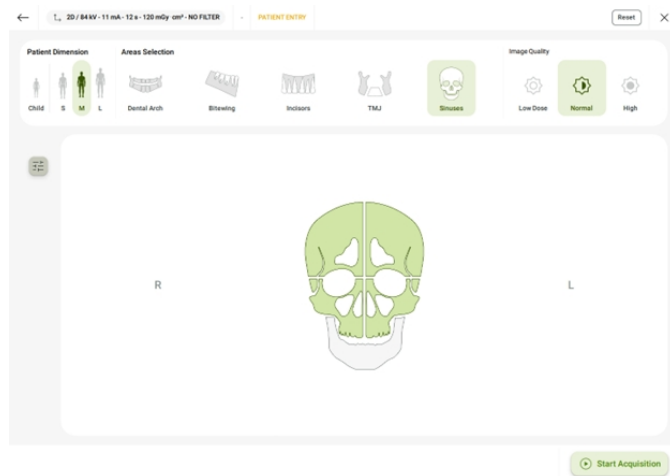 2D / 84 kV - 11 mA - 12 s - 120 mGy cm² - NO FILTER - PATIENT ENTRY Reset
Patient Dimension Areas Selection Image Quality
Child S M L Dental Arch Bitewing Incisors TMJ Sinuses Low Dose Normal High
R L
Start Acquisition